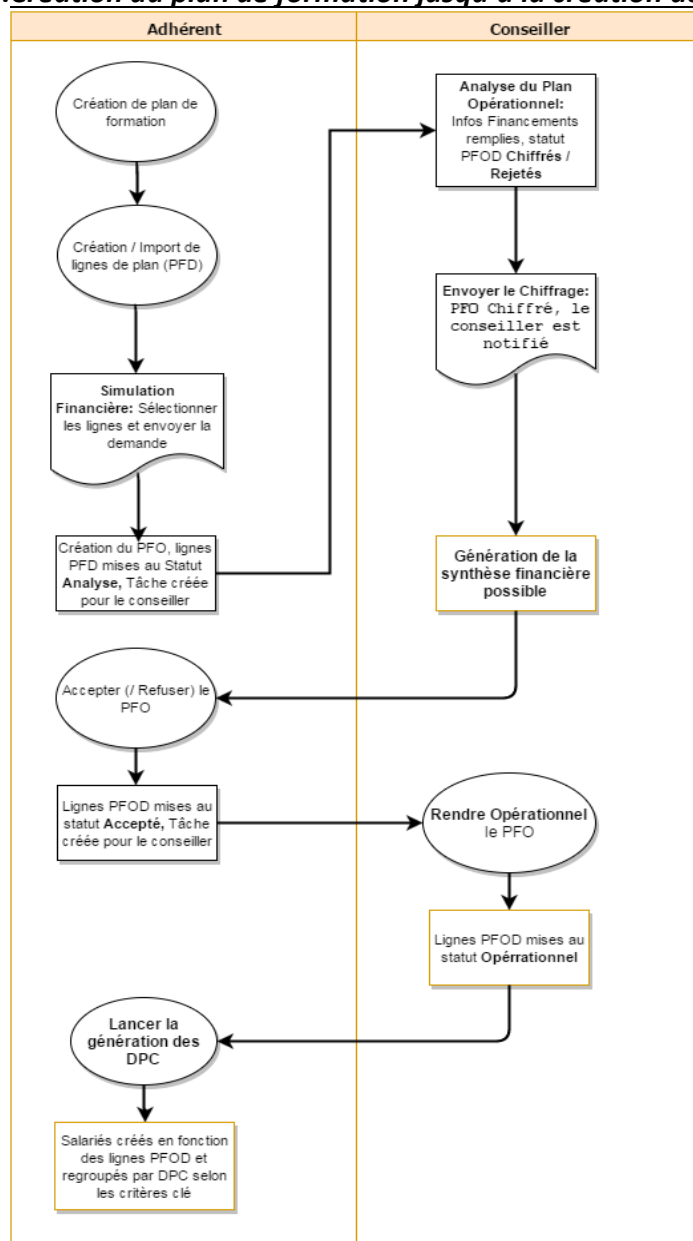 création du plan de formation jusqu'à la création de
Adhérent
Conseiller
Création de plan de
formation
Création / Import de
lignes de plan (PFD)
Simulation
Financière: Sélectionner
les lignes et envoyer la
demande
Création du PFO, lignes
PFD mises au Statut
Analyse, Tâche créée
pour le conseiller
Analyse du Plan
Opérationnel:
Infos Financements
remplies, statut
PFOD Chiffrés /
Rejetés
Envoyer le Chiffrage:
PFO Chiffré, le
conseiller est
notifié
Génération de la
synthèse financière
possible
Accepter (/ Refuser) le
PFO
Lignes PFOD mises au
statut Accepté, Tâche
créée pour le conseiller
Rendre Opérationnel
le PFO
Lignes PFOD mises au
statut Opérrationnel
Lancer la
génération des
DPC
Salariés créés en fonction
des lignes PFOD et
regroupés par DPC selon
les critères clé